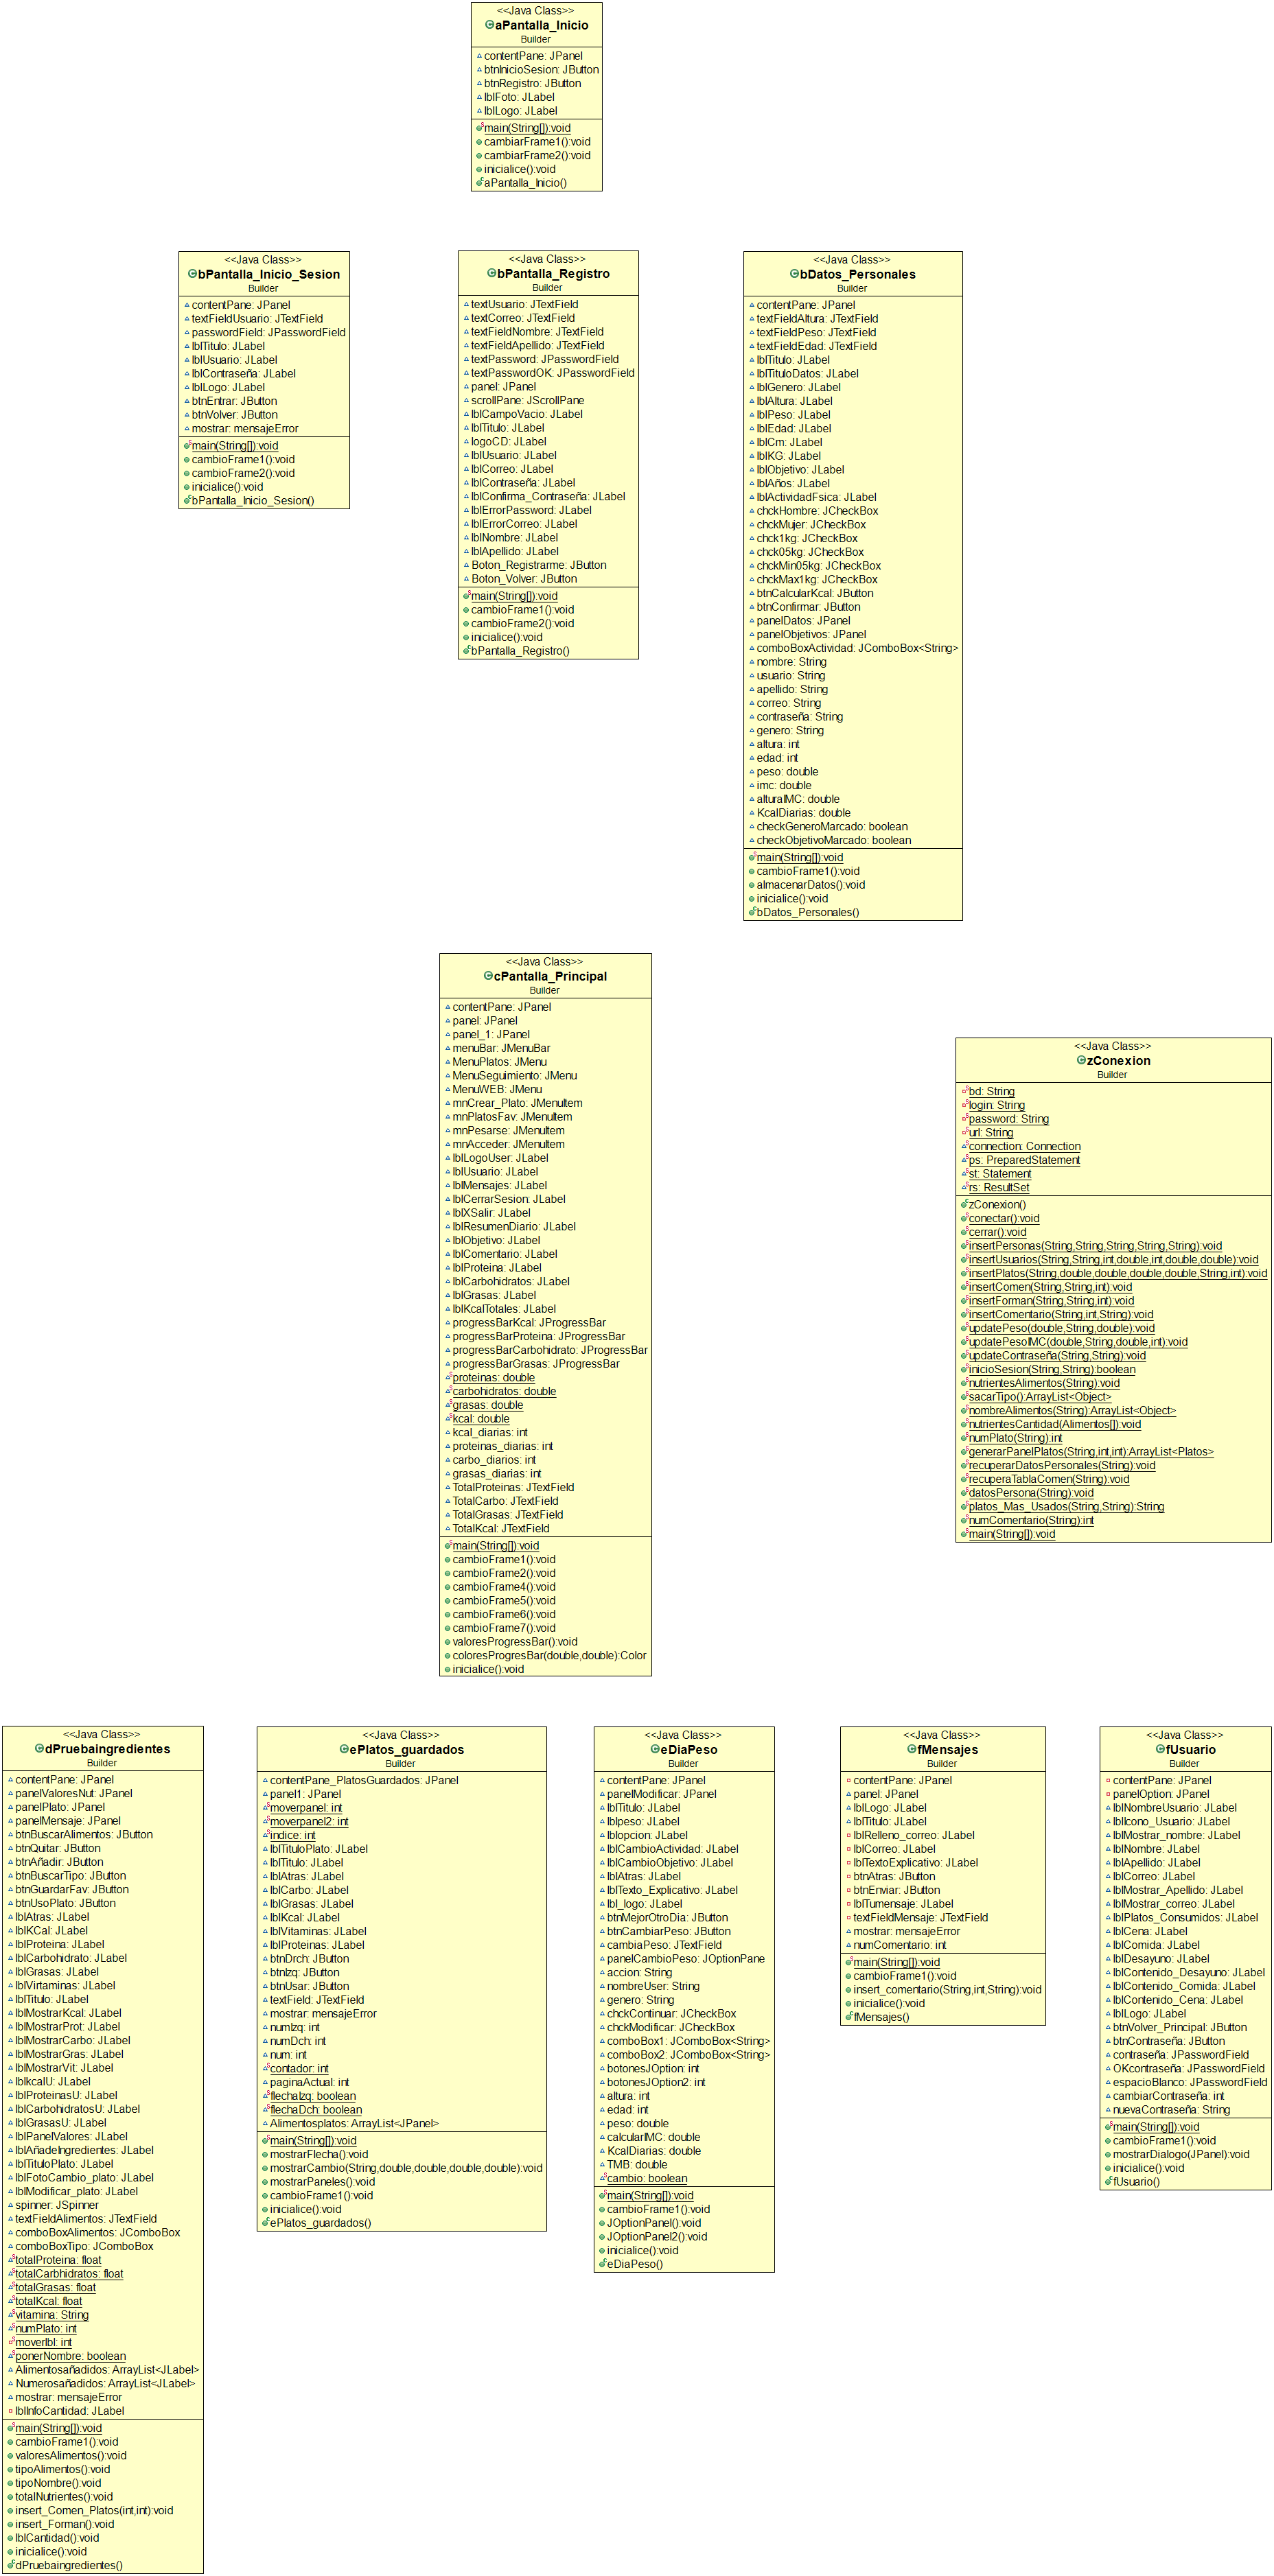 <<Java Class>>
aPantalla_Inicio
Builder
contentPane: JPanel
btnInicioSesion: JButton
btnRegistro: JButton
lblFoto: JLabel
lblLogo: JLabel
main(String[]):void
cambiarFrame1():void
cambiarFrame2():void
inicialice():void
aPantalla_Inicio()
<<Java Class>>
bPantalla_Inicio_Sesion
Builder
contentPane: JPanel
textFieldUsuario: JTextField
passwordField: JPasswordField
lblTitulo: JLabel
lblUsuario: JLabel
lblContraseña: JLabel
lblLogo: JLabel
btnEntrar: JButton
btnVolver: JButton
mostrar: mensajeError
main(String[]):void
cambioFrame1():void
cambioFrame2():void
inicialice():void
bPantalla_Inicio_Sesion()
<<Java Class>>
bPantalla_Registro
Builder
textUsuario: JTextField
textCorreo: JTextField
textFieldNombre: JTextField
textFieldApellido: JTextField
textPassword: JPasswordField
textPasswordOK: JPasswordField
panel: JPanel
scrollPane: JScrollPane
lblCampoVacio: JLabel
lblTitulo: JLabel
logoCD: JLabel
lblUsuario: JLabel
lblCorreo: JLabel
lblContraseña: JLabel
lblConfirma_Contraseña: JLabel
lblErrorPassword: JLabel
lblErrorCorreo: JLabel
lblNombre: JLabel
lblApellido: JLabel
Boton_Registrarme: JButton
Boton_Volver: JButton
main(String[]):void
cambioFrame1():void
cambioFrame2():void
inicialice():void
bPantalla_Registro()
<<Java Class>>
bDatos_Personales
Builder
contentPane: JPanel
textFieldAltura: JTextField
textFieldPeso: JTextField
textFieldEdad: JTextField
lblTitulo: JLabel
lblTituloDatos: JLabel
lblGenero: JLabel
lblAltura: JLabel
lblPeso: JLabel
lblEdad: JLabel
lblCm: JLabel
lblKG: JLabel
lblObjetivo: JLabel
lblAños: JLabel
lblActividadFsica: JLabel
chckHombre: JCheckBox
chckMujer: JCheckBox
chck1kg: JCheckBox
chck05kg: JCheckBox
chckMin05kg: JCheckBox
chckMax1kg: JCheckBox
btnCalcularKcal: JButton
btnConfirmar: JButton
panelDatos: JPanel
panelObjetivos: JPanel
comboBoxActividad: JComboBox<String>
nombre: String
usuario: String
apellido: String
correo: String
contraseña: String
genero: String
altura: int
edad: int
peso: double
imc: double
alturaIMC: double
KcalDiarias: double
checkGeneroMarcado: boolean
checkObjetivoMarcado: boolean
main(String[]):void
cambioFrame1():void
almacenarDatos():void
inicialice():void
bDatos_Personales()
<<Java Class>>
cPantalla_Principal
Builder
contentPane: JPanel
panel: JPanel
panel_1: JPanel
menuBar: JMenuBar
MenuPlatos: JMenu
MenuSeguimiento: JMenu
MenuWEB: JMenu
mnCrear_Plato: JMenuItem
mnPlatosFav: JMenuItem
mnPesarse: JMenuItem
mnAcceder: JMenuItem
lblLogoUser: JLabel
lblUsuario: JLabel
lblMensajes: JLabel
lblCerrarSesion: JLabel
lblXSalir: JLabel
lblResumenDiario: JLabel
lblObjetivo: JLabel
lblComentario: JLabel
lblProteina: JLabel
lblCarbohidratos: JLabel
lblGrasas: JLabel
lblKcalTotales: JLabel
progressBarKcal: JProgressBar
progressBarProteina: JProgressBar
progressBarCarbohidrato: JProgressBar
progressBarGrasas: JProgressBar
proteinas: double
carbohidratos: double
grasas: double
kcal: double
kcal_diarias: int
proteinas_diarias: int
carbo_diarios: int
grasas_diarias: int
TotalProteinas: JTextField
TotalCarbo: JTextField
TotalGrasas: JTextField
TotalKcal: JTextField
main(String[]):void
cambioFrame1():void
cambioFrame2():void
cambioFrame4():void
cambioFrame5():void
cambioFrame6():void
cambioFrame7():void
valoresProgressBar():void
coloresProgresBar(double,double):Color
inicialice():void
<<Java Class>>
zConexion
Builder
bd: String
login: String
password: String
url: String
connection: Connection
ps: PreparedStatement
st: Statement
rs: ResultSet
zConexion()
conectar():void
cerrar():void
insertPersonas(String,String,String,String,String):void
insertUsuarios(String,String,int,double,int,double,double):void
insertPlatos(String,double,double,double,double,String,int):void
insertComen(String,String,int):void
insertForman(String,String,int):void
insertComentario(String,int,String):void
updatePeso(double,String,double):void
updatePesoIMC(double,String,double,int):void
updateContraseña(String,String):void
inicioSesion(String,String):boolean
nutrientesAlimentos(String):void
sacarTipo():ArrayList<Object>
nombreAlimentos(String):ArrayList<Object>
nutrientesCantidad(Alimentos[]):void
numPlato(String):int
generarPanelPlatos(String,int,int):ArrayList<Platos>
recuperarDatosPersonales(String):void
recuperaTablaComen(String):void
datosPersona(String):void
platos_Mas_Usados(String,String):String
numComentario(String):int
main(String[]):void
<<Java Class>>
dPruebaingredientes
Builder
contentPane: JPanel
panelValoresNut: JPanel
panelPlato: JPanel
panelMensaje: JPanel
btnBuscarAlimentos: JButton
btnQuitar: JButton
btnAñadir: JButton
btnBuscarTipo: JButton
btnGuardarFav: JButton
btnUsoPlato: JButton
lblAtras: JLabel
lblKCal: JLabel
lblProteina: JLabel
lblCarbohidrato: JLabel
lblGrasas: JLabel
lblVirtaminas: JLabel
lblTitulo: JLabel
lblMostrarKcal: JLabel
lblMostrarProt: JLabel
lblMostrarCarbo: JLabel
lblMostrarGras: JLabel
lblMostrarVit: JLabel
lblkcalU: JLabel
lblProteinasU: JLabel
lblCarbohidratosU: JLabel
lblGrasasU: JLabel
lblPanelValores: JLabel
lblAñadeIngredientes: JLabel
lblTituloPlato: JLabel
lblFotoCambio_plato: JLabel
lblModificar_plato: JLabel
spinner: JSpinner
textFieldAlimentos: JTextField
comboBoxAlimentos: JComboBox
comboBoxTipo: JComboBox
totalProteina: float
totalCarbhidratos: float
totalGrasas: float
totalKcal: float
vitamina: String
numPlato: int
moverlbl: int
ponerNombre: boolean
Alimentosañadidos: ArrayList<JLabel>
Numerosañadidos: ArrayList<JLabel>
mostrar: mensajeError
lblInfoCantidad: JLabel
main(String[]):void
cambioFrame1():void
valoresAlimentos():void
tipoAlimentos():void
tipoNombre():void
totalNutrientes():void
insert_Comen_Platos(int,int):void
insert_Forman():void
lblCantidad():void
inicialice():void
dPruebaingredientes()
<<Java Class>>
ePlatos_guardados
Builder
contentPane_PlatosGuardados: JPanel
panel1: JPanel
moverpanel: int
moverpanel2: int
indice: int
lblTituloPlato: JLabel
lblTitulo: JLabel
lblAtras: JLabel
lblCarbo: JLabel
lblGrasas: JLabel
lblKcal: JLabel
lblVitaminas: JLabel
lblProteinas: JLabel
btnDrch: JButton
btnIzq: JButton
btnUsar: JButton
textField: JTextField
mostrar: mensajeError
numIzq: int
numDch: int
num: int
contador: int
paginaActual: int
flechaIzq: boolean
flechaDch: boolean
Alimentosplatos: ArrayList<JPanel>
main(String[]):void
mostrarFlecha():void
mostrarCambio(String,double,double,double,double):void
mostrarPaneles():void
cambioFrame1():void
inicialice():void
ePlatos_guardados()
<<Java Class>>
eDiaPeso
Builder
contentPane: JPanel
panelModificar: JPanel
lblTitulo: JLabel
lblpeso: JLabel
lblopcion: JLabel
lblCambioActividad: JLabel
lblCambioObjetivo: JLabel
lblAtras: JLabel
lblTexto_Explicativo: JLabel
lbl_logo: JLabel
btnMejorOtroDia: JButton
btnCambiarPeso: JButton
cambiaPeso: JTextField
panelCambioPeso: JOptionPane
accion: String
nombreUser: String
genero: String
chckContinuar: JCheckBox
chckModificar: JCheckBox
comboBox1: JComboBox<String>
comboBox2: JComboBox<String>
botonesJOption: int
botonesJOption2: int
altura: int
edad: int
peso: double
calcularIMC: double
KcalDiarias: double
TMB: double
cambio: boolean
main(String[]):void
cambioFrame1():void
JOptionPanel():void
JOptionPanel2():void
inicialice():void
eDiaPeso()
<<Java Class>>
fMensajes
Builder
contentPane: JPanel
panel: JPanel
lblLogo: JLabel
lblTitulo: JLabel
lblRelleno_correo: JLabel
lblCorreo: JLabel
lblTextoExplicativo: JLabel
btnAtras: JButton
btnEnviar: JButton
lblTumensaje: JLabel
textFieldMensaje: JTextField
mostrar: mensajeError
numComentario: int
main(String[]):void
cambioFrame1():void
insert_comentario(String,int,String):void
inicialice():void
fMensajes()
<<Java Class>>
fUsuario
Builder
contentPane: JPanel
panelOption: JPanel
lblNombreUsuario: JLabel
lblIcono_Usuario: JLabel
lblMostrar_nombre: JLabel
lblNombre: JLabel
lblApellido: JLabel
lblCorreo: JLabel
lblMostrar_Apellido: JLabel
lblMostrar_correo: JLabel
lblPlatos_Consumidos: JLabel
lblCena: JLabel
lblComida: JLabel
lblDesayuno: JLabel
lblContenido_Desayuno: JLabel
lblContenido_Comida: JLabel
lblContenido_Cena: JLabel
lblLogo: JLabel
btnVolver_Principal: JButton
btnContraseña: JButton
contraseña: JPasswordField
OKcontraseña: JPasswordField
espacioBlanco: JPasswordField
cambiarContraseña: int
nuevaContraseña: String
main(String[]):void
cambioFrame1():void
mostrarDialogo(JPanel):void
inicialice():void
fUsuario()